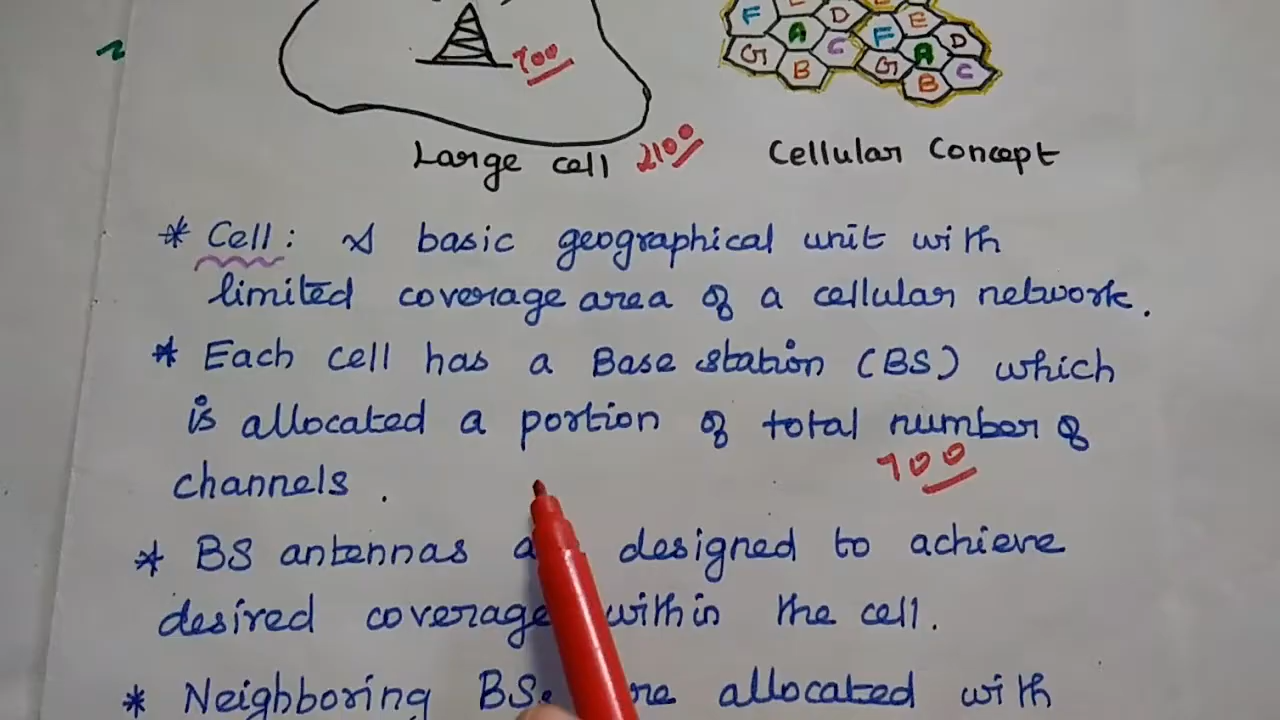 F E D F E D
G A C G A C
B B
700
Large cell 2100 Cellular Concept
* Cell: A basic geographical unit with
limited coverage area of a cellular network.
* Each cell has a Base station (BS) which
is allocated a portion of total number of
700
channels.
* BS antennas a designed to achieve
desired coverage within the cell.
* Neighboring BS re allocated with